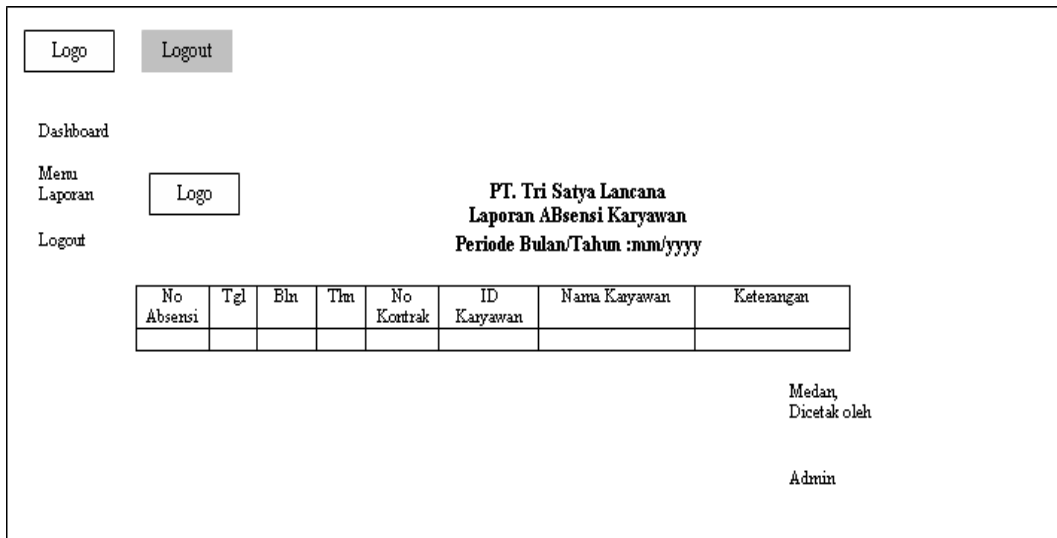 Logo
Logout
Dashboard
Menu
Laporan
Logout
Logo
PT. Tri Satya Lancana
Laporan ABsensi Karyawan
Periode Bulan/Tahun :mm/yyyy
No Absensi Tgl Bln Thn No Kontrak ID Karyawan Nama Karyawan Keterangan
Medan,
Dicetak oleh
Admin